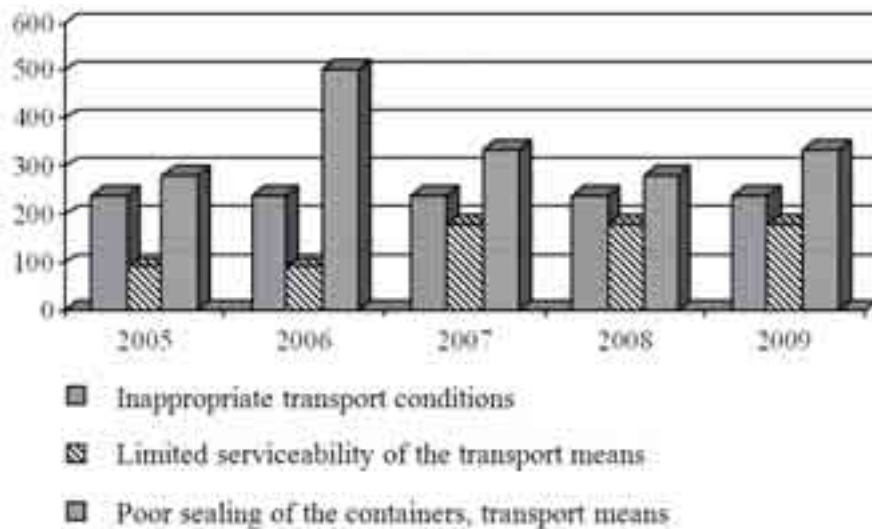 600
500
400
300
200
100
0
2005 2006 2007 2008 2009
Inappropriate transport conditions
Limited serviceability of the transport means
Poor sealing of the containers, transport means